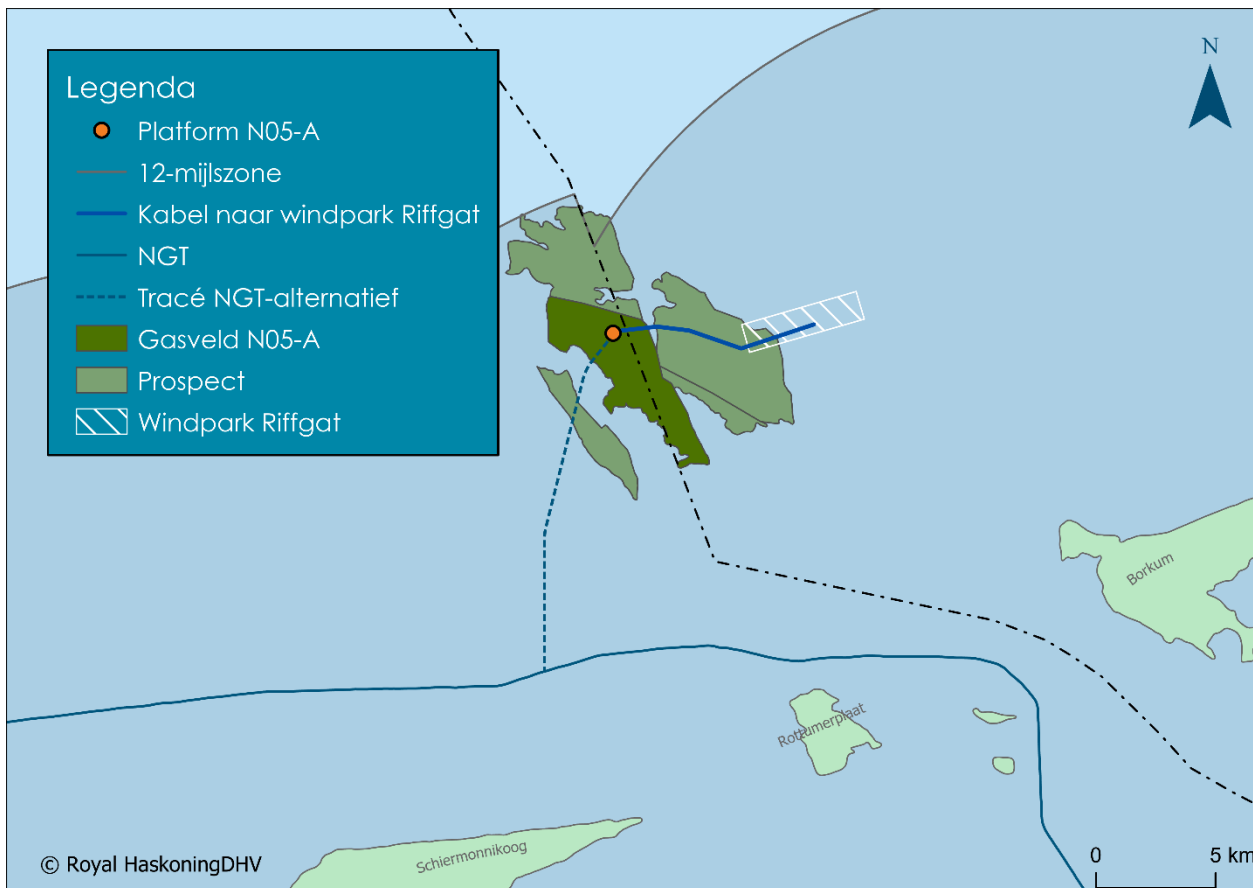 N
Legenda
Platform N05-A
12-mijlszone
Kabel naar windpark Riffgat
NGT
Tracé NGT-alternatief
Gasveld N05-A
Prospect
Windpark Riffgat
Borkum
Rottumerplaat
Schiermonnikoog
© Royal HaskoningDHV
0 5 km